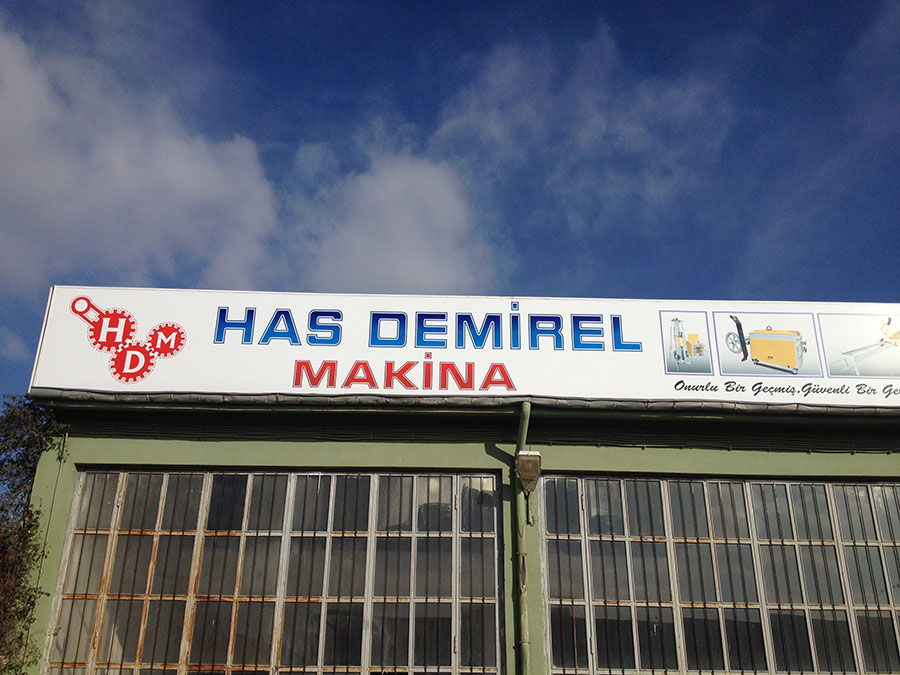 HDM
HAS DEMİREL
MAKİNA
Onurlu Bir Geçmiş, Güvenli Bir